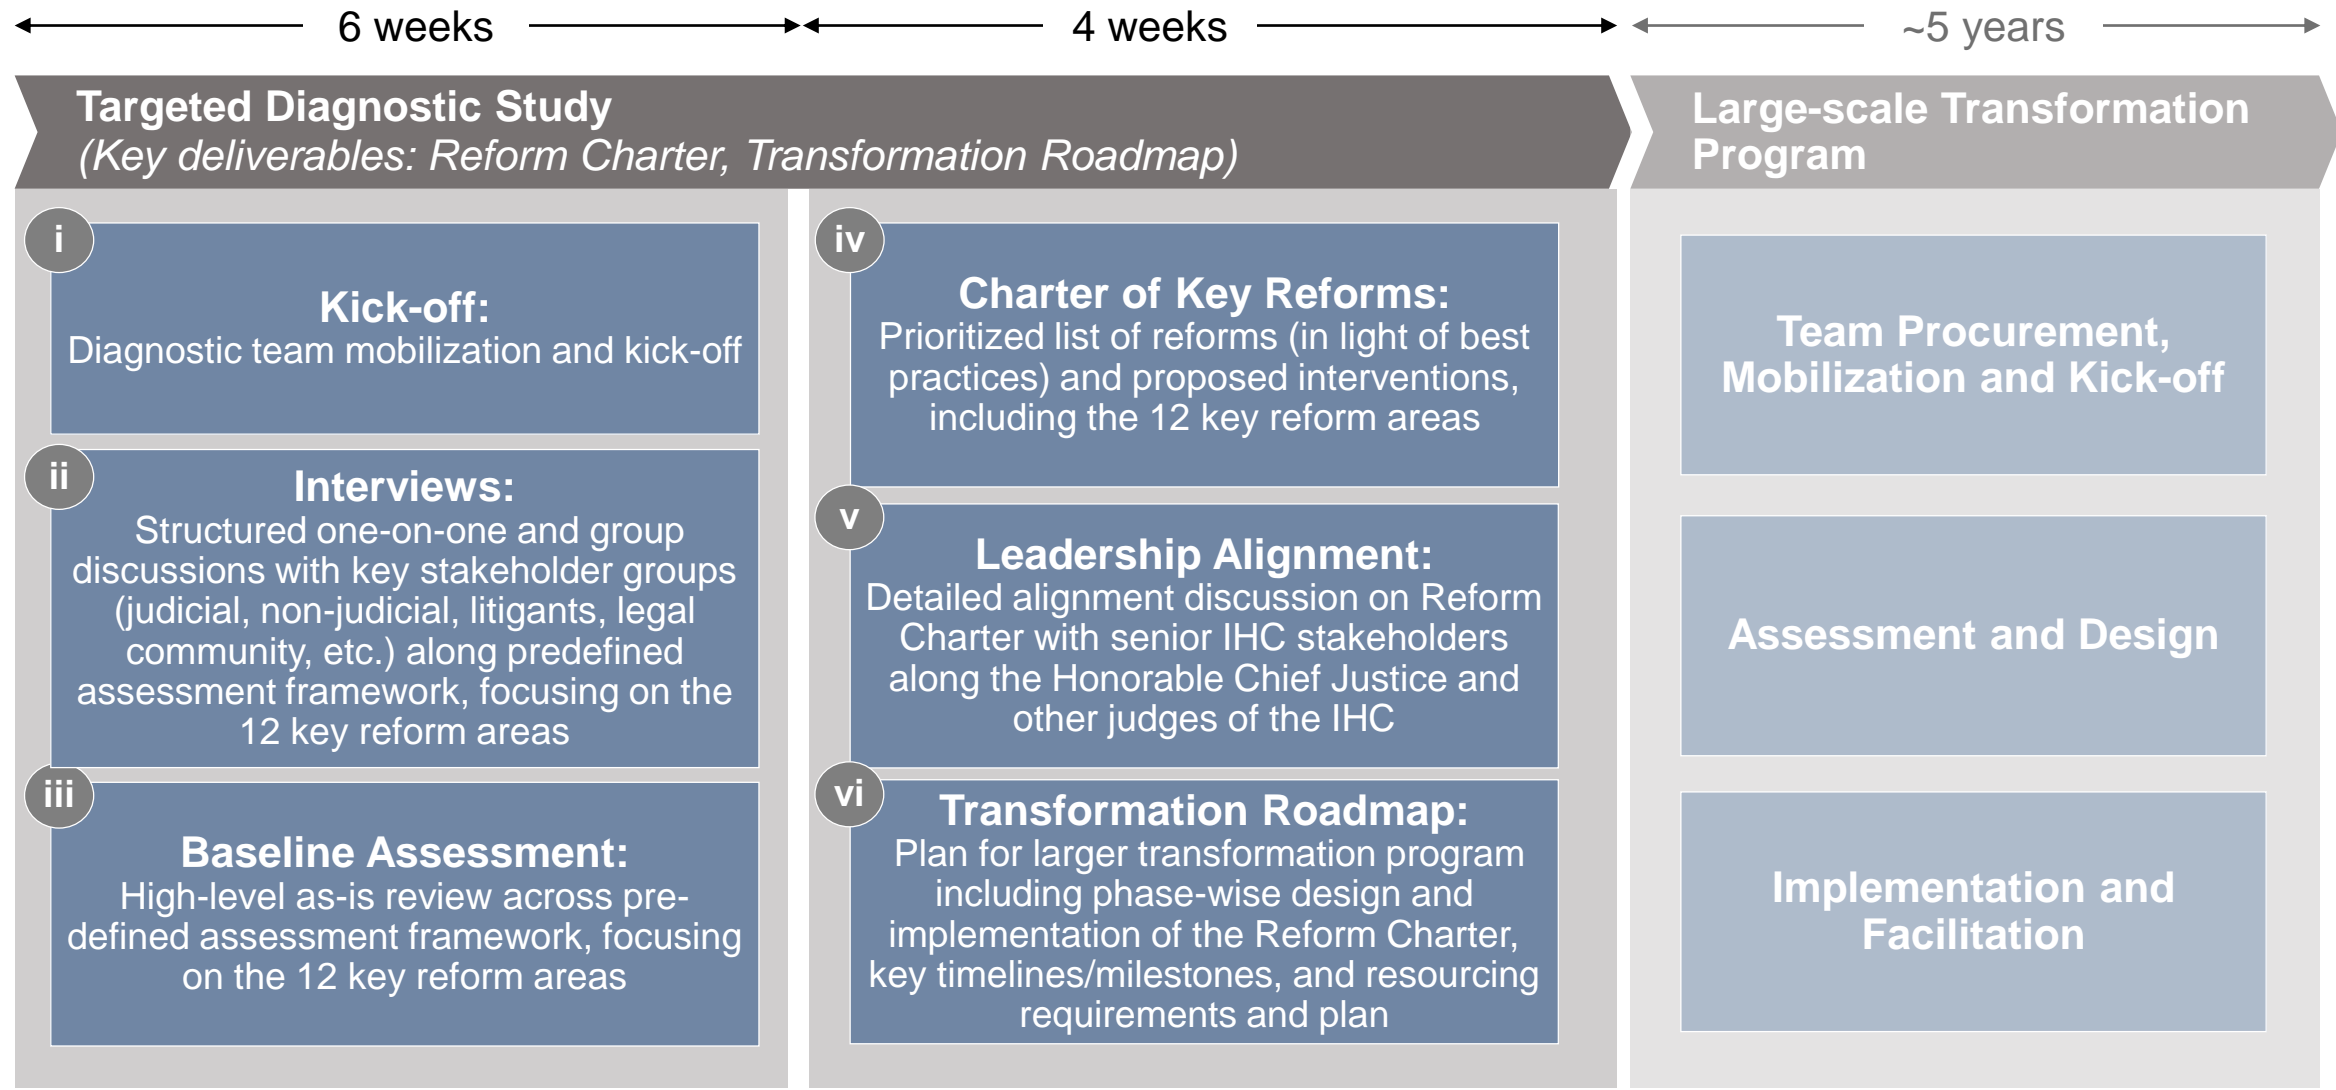 6 weeks
4 weeks
~5 years
Targeted Diagnostic Study
(Key deliverables: Reform Charter, Transformation Roadmap)
Large-scale Transformation
Program
i
Kick-off:
Diagnostic team mobilization and kick-off
ii
Interviews:
Structured one-on-one and group
discussions with key stakeholder groups
(judicial, non-judicial, litigants, legal
community, etc.) along predefined
assessment framework, focusing on the
12 key reform areas
iii
Baseline Assessment:
High-level as-is review across pre-
defined assessment framework, focusing
on the 12 key reform areas
iv
Charter of Key Reforms:
Prioritized list of reforms (in light of best
practices) and proposed interventions,
including the 12 key reform areas
v
Leadership Alignment:
Detailed alignment discussion on Reform
Charter with senior IHC stakeholders
along the Honorable Chief Justice and
other judges of the IHC
vi
Transformation Roadmap:
Plan for larger transformation program
including phase-wise design and
implementation of the Reform Charter,
key timelines/milestones, and resourcing
requirements and plan
Team Procurement,
Mobilization and Kick-off
Assessment and Design
Implementation and
Facilitation